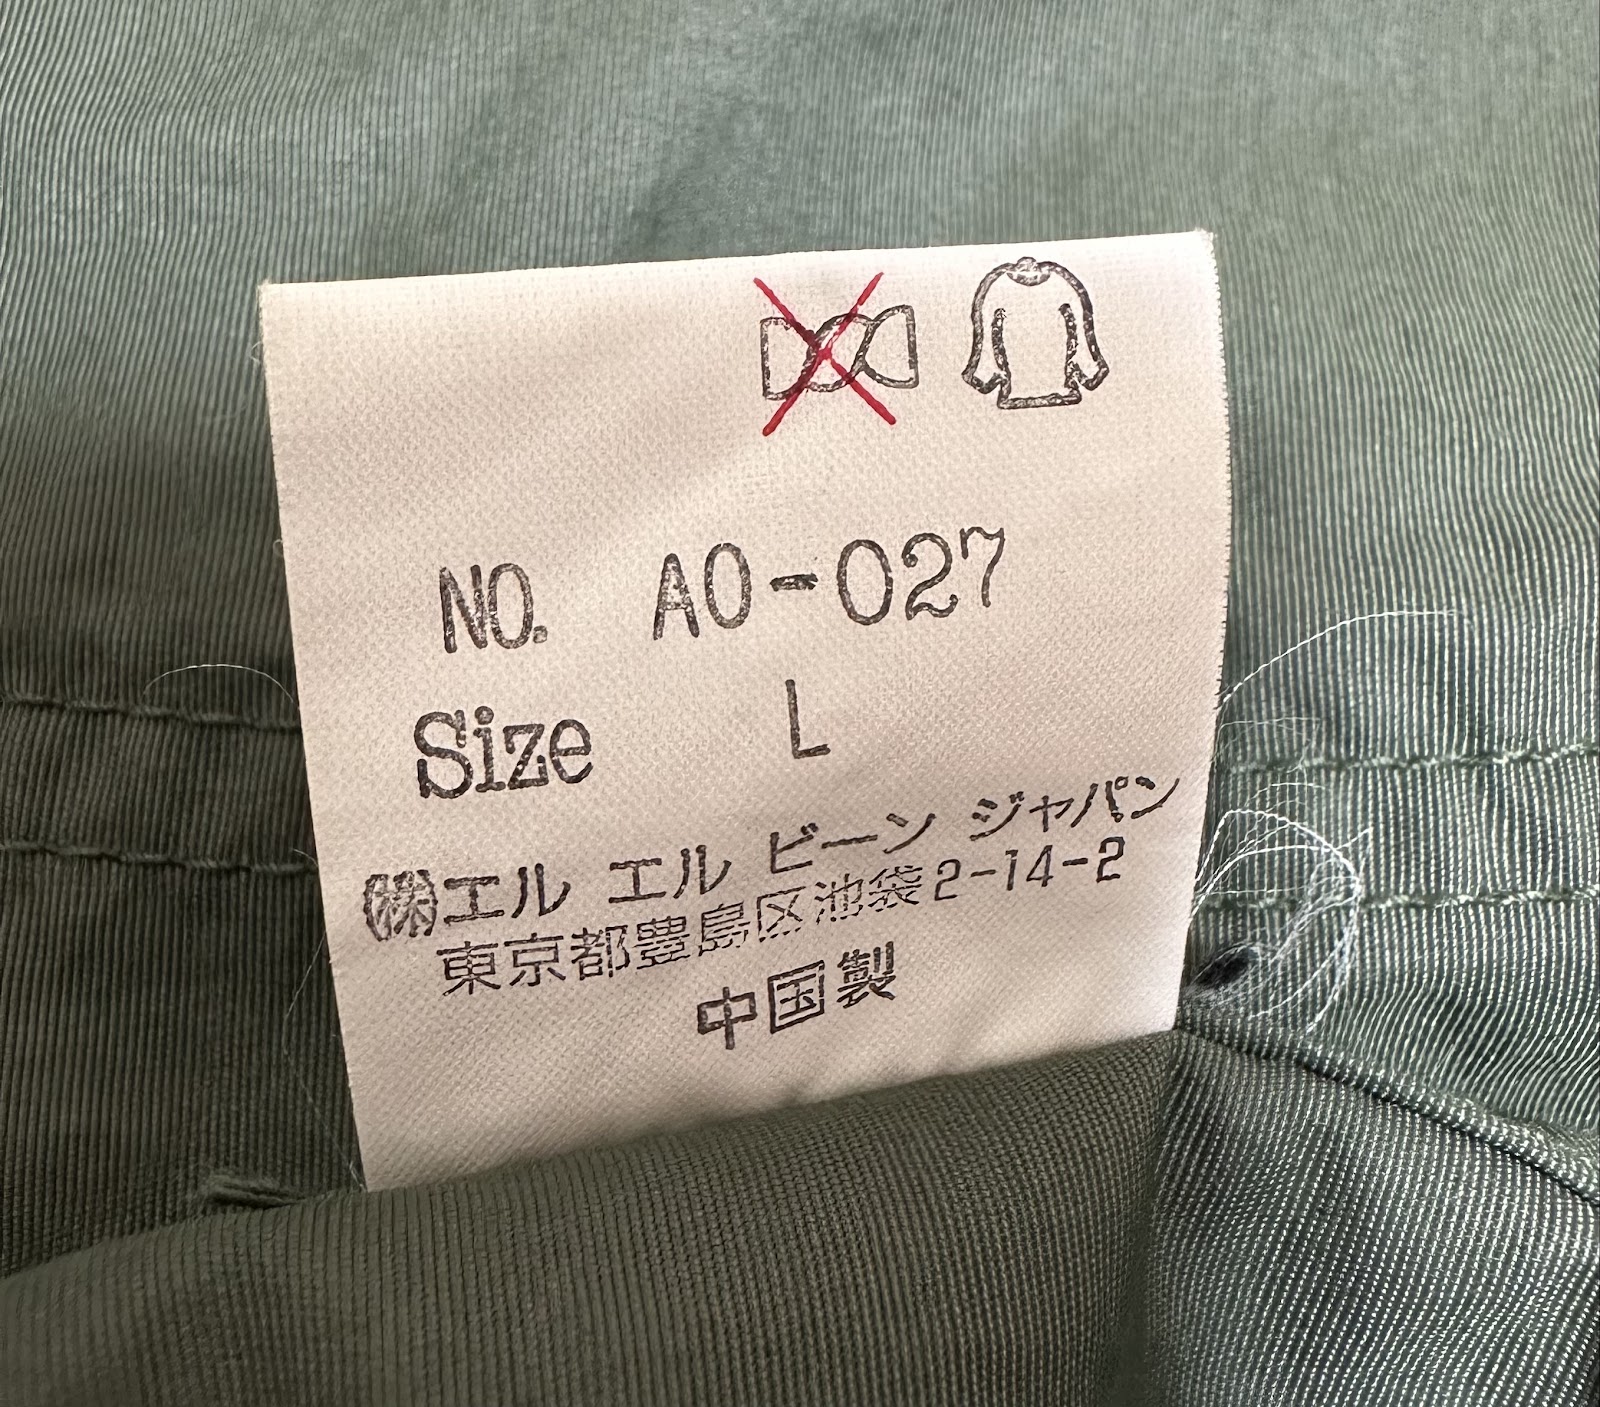 NO. A0-027
Size L
㈱エル エル ビーン ジャパン
東京都豊島区池袋2-14-2
中国製